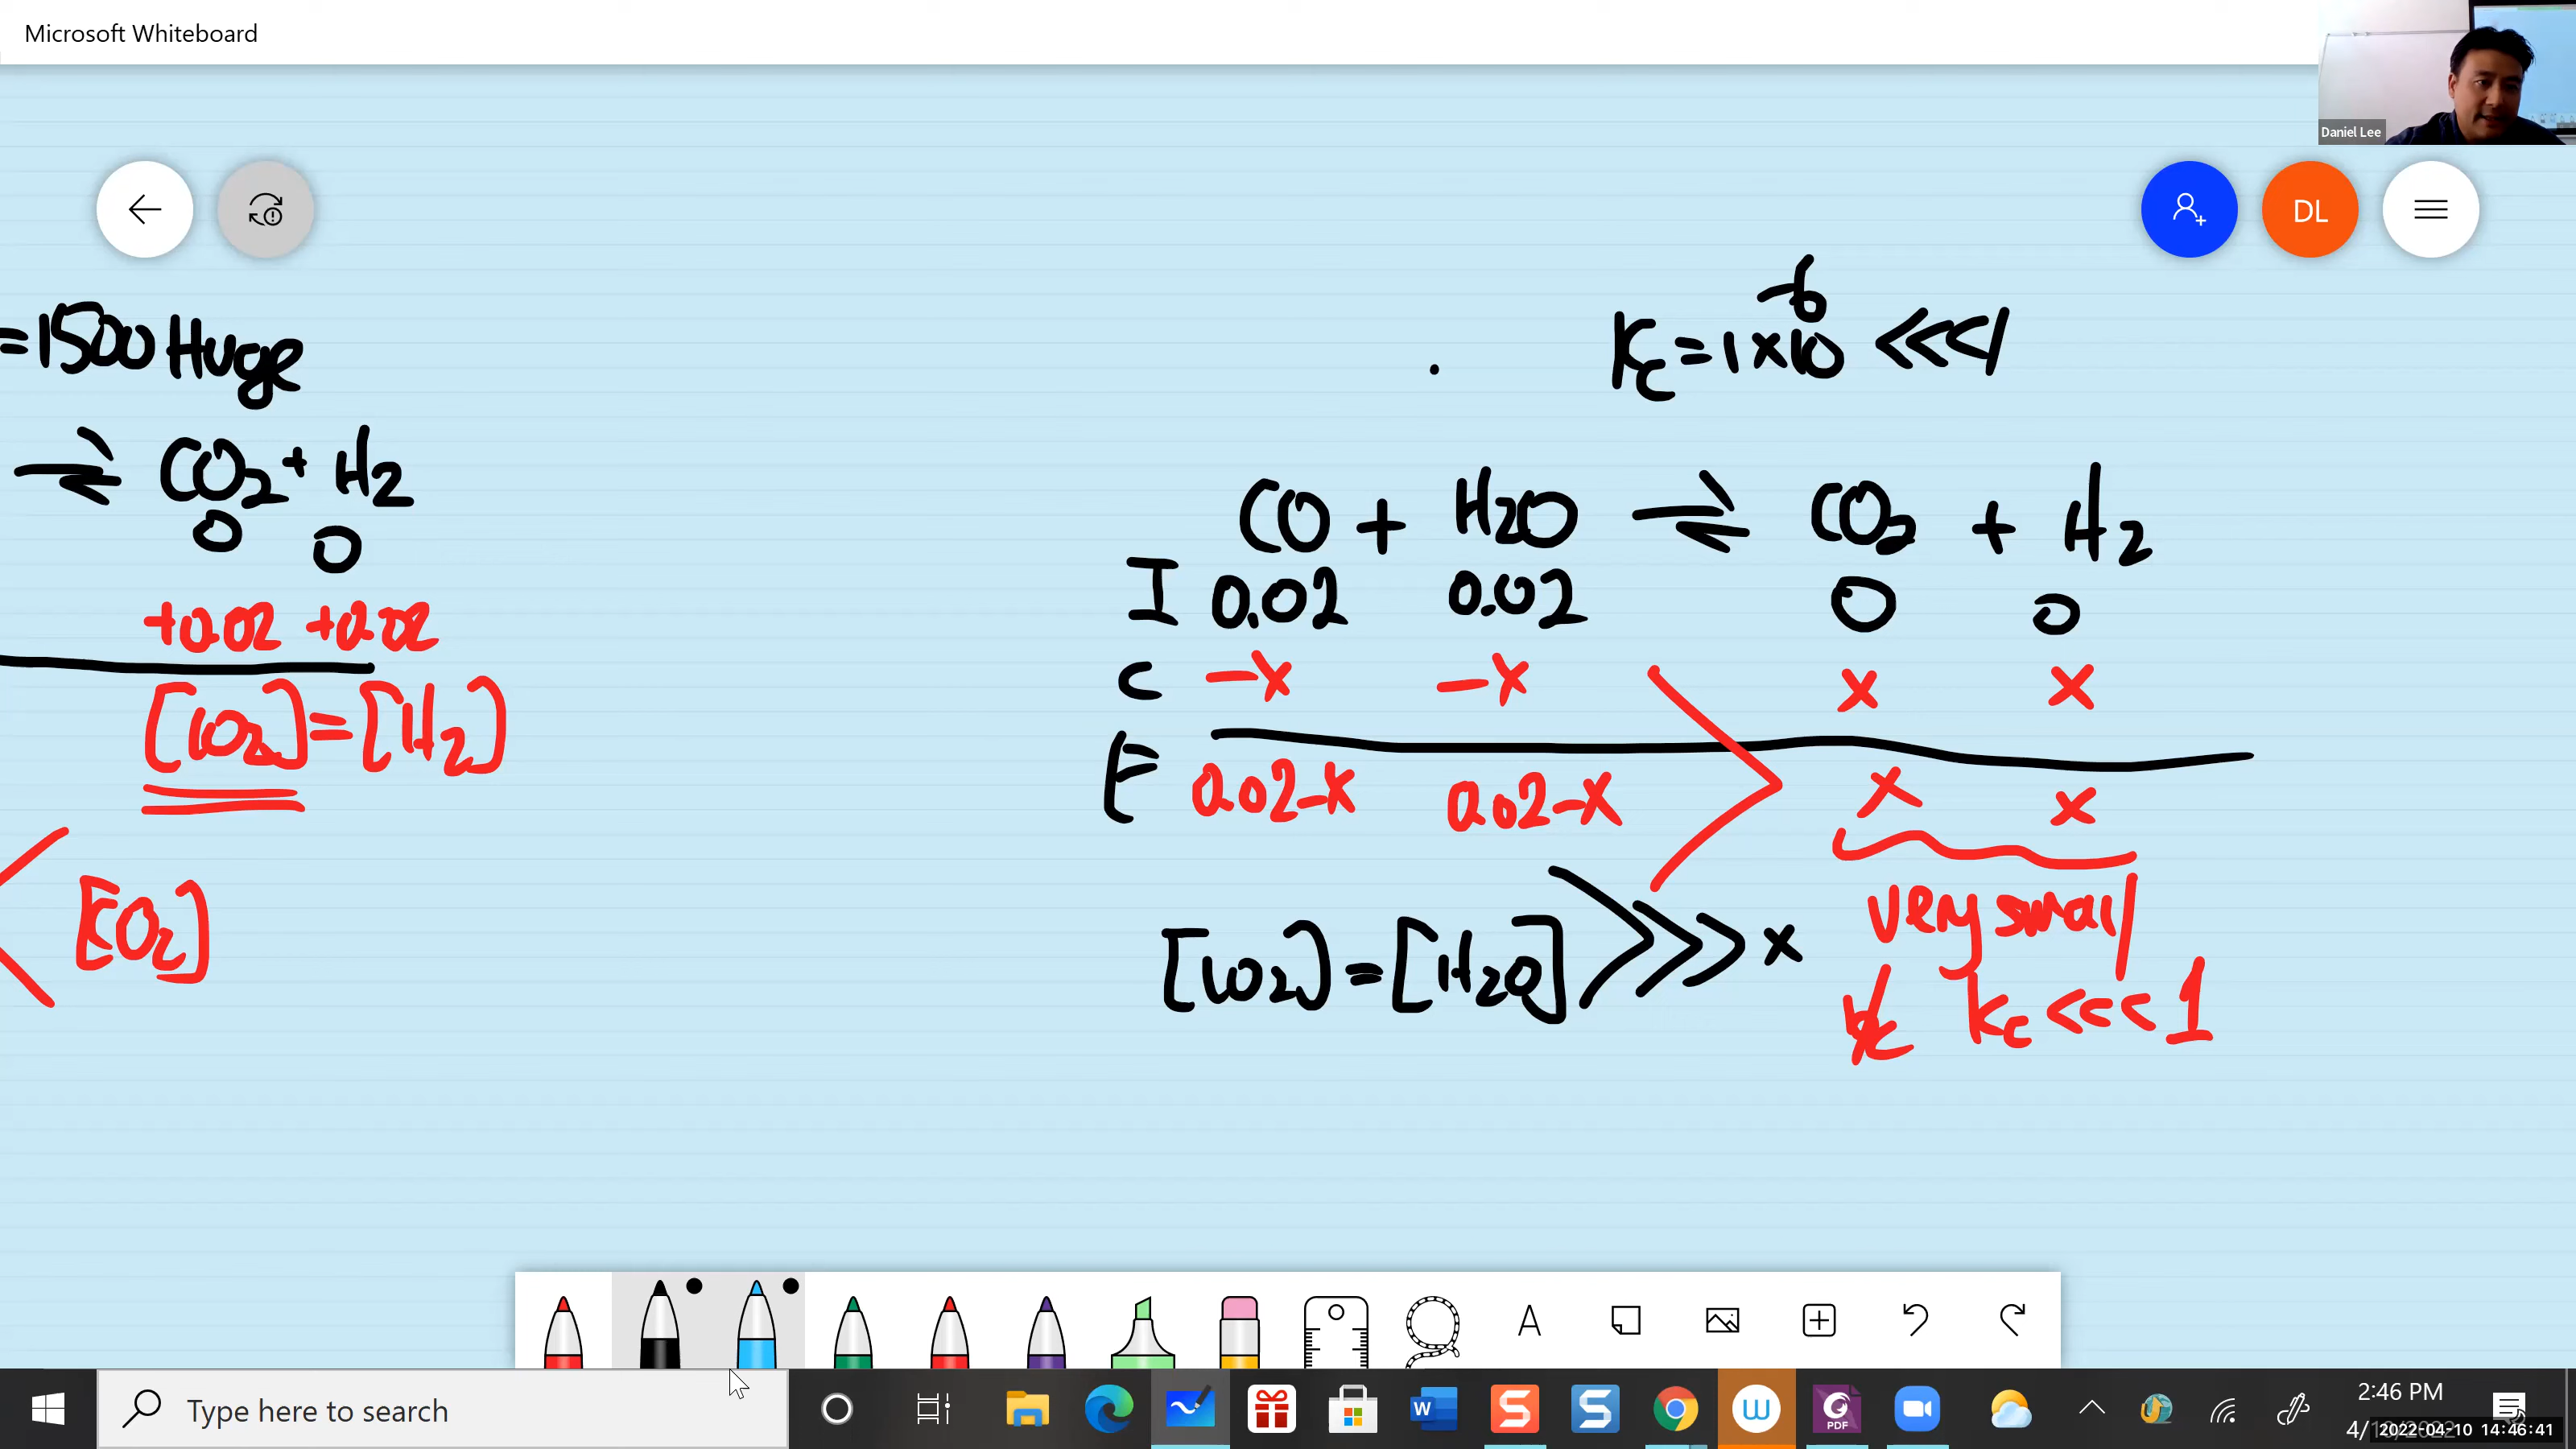 Microsoft Whiteboard
Daniel Lee
DL
=1500 Huge
⇌ CO2 + H2
0 0
+0.02 +0.02
[CO2]=[H2]
[CO2]
Kc = 1 x 10^-6 <<<1
CO + H2O ⇌ CO2 + H2
I 0.02 0.02 0 0
C -x -x x x
E 0.02-x 0.02-x x x
[CO2]=[H2O] >>>> x
very small
Kc <<< 1
A
Type here to search
PDF
2:46 PM
2022-04-10 14:46:41